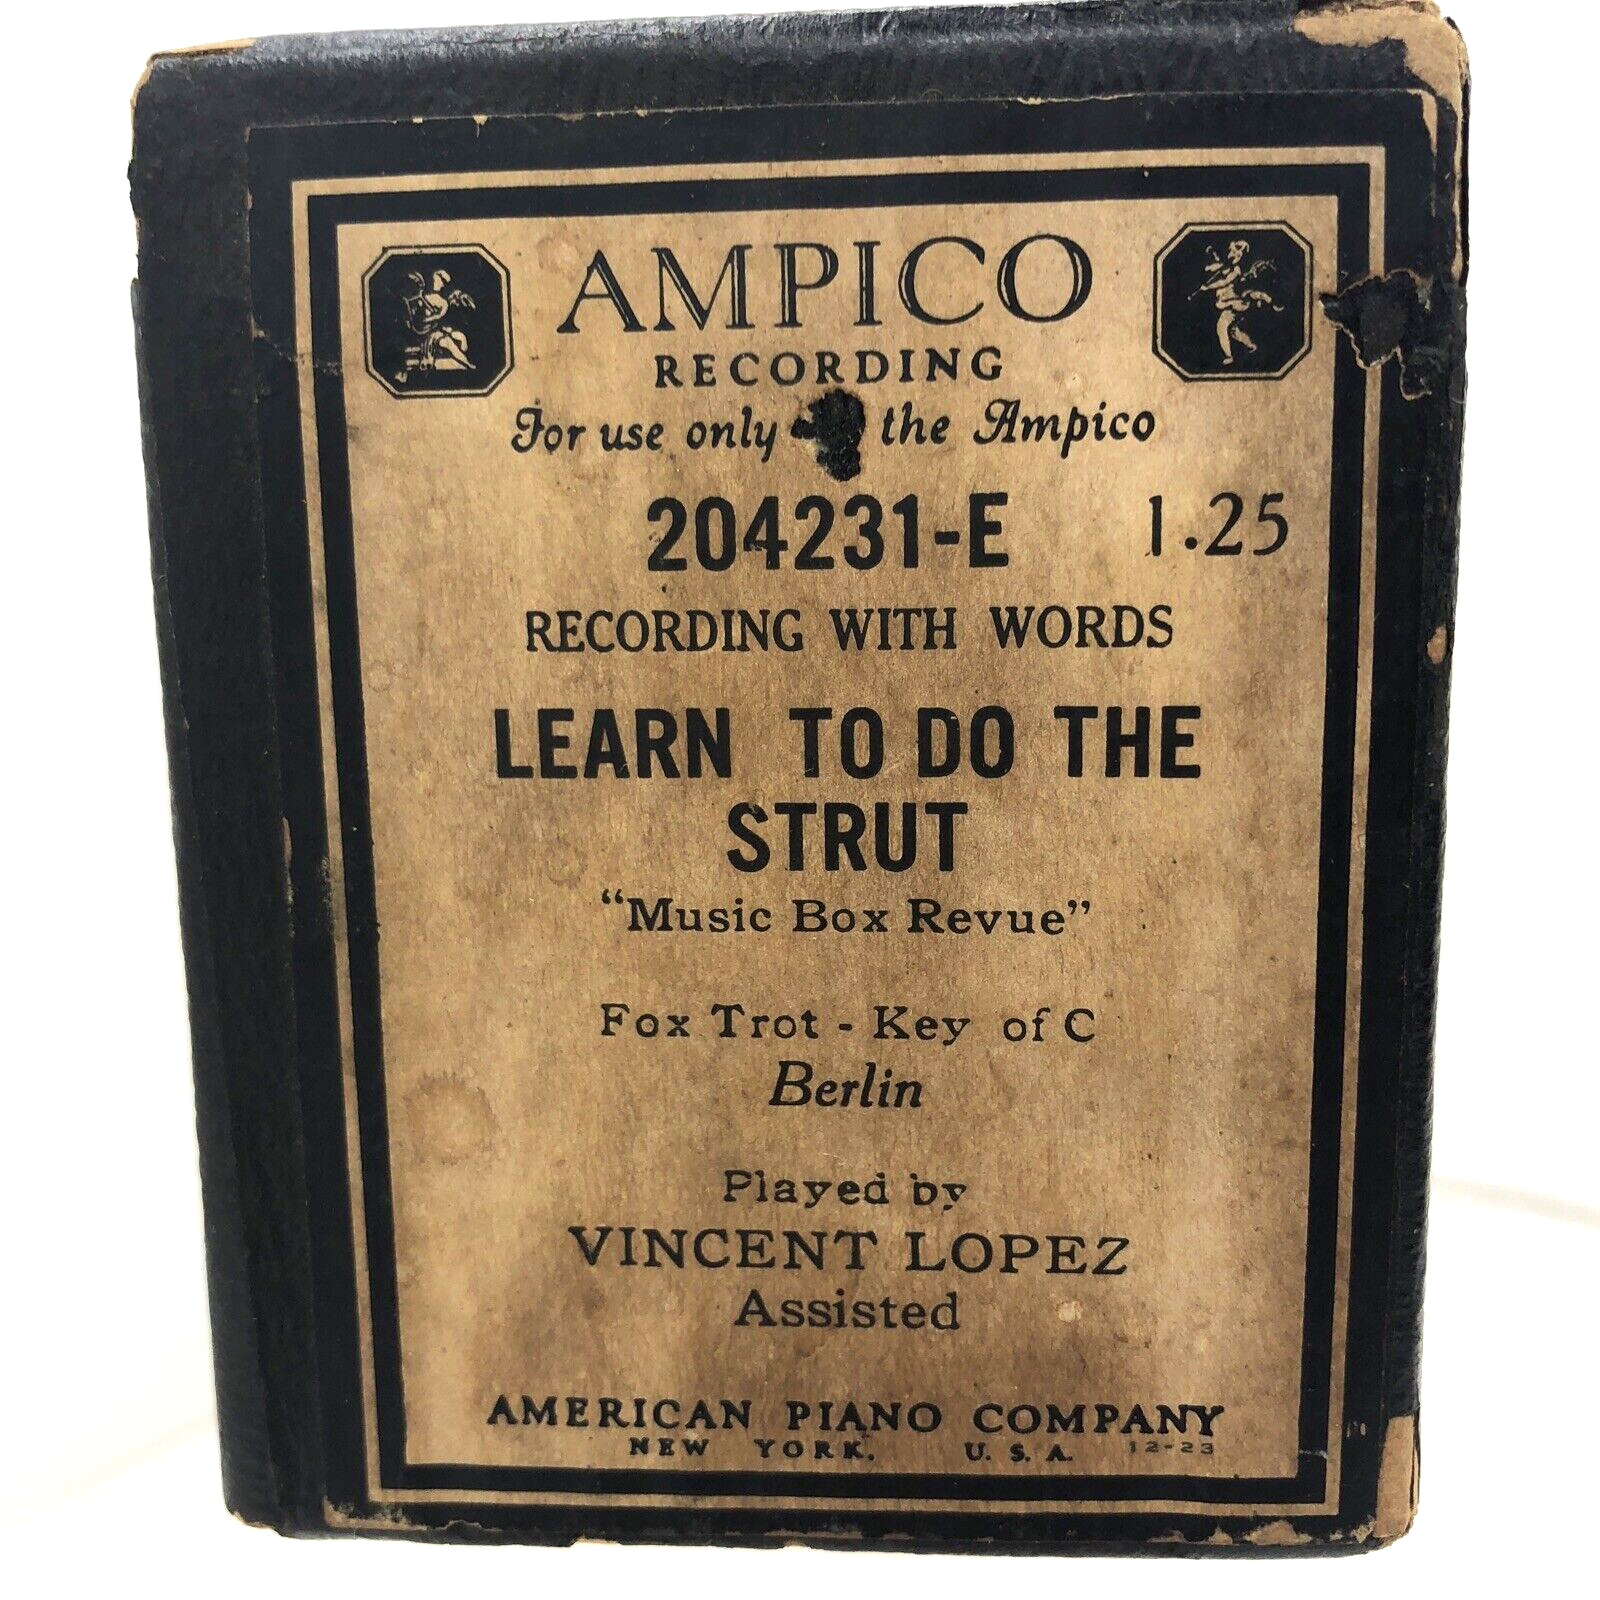 AMPICO
RECORDING
For use only the Ampico
204231-E 1.25
RECORDING WITH WORDS
LEARN TO DO THE
STRUT
“Music Box Revue”
Fox Trot - Key of C
Berlin
Played by
VINCENT LOPEZ
Assisted
AMERICAN PIANO COMPANY
NEW YORK. U. S. A. 12-23